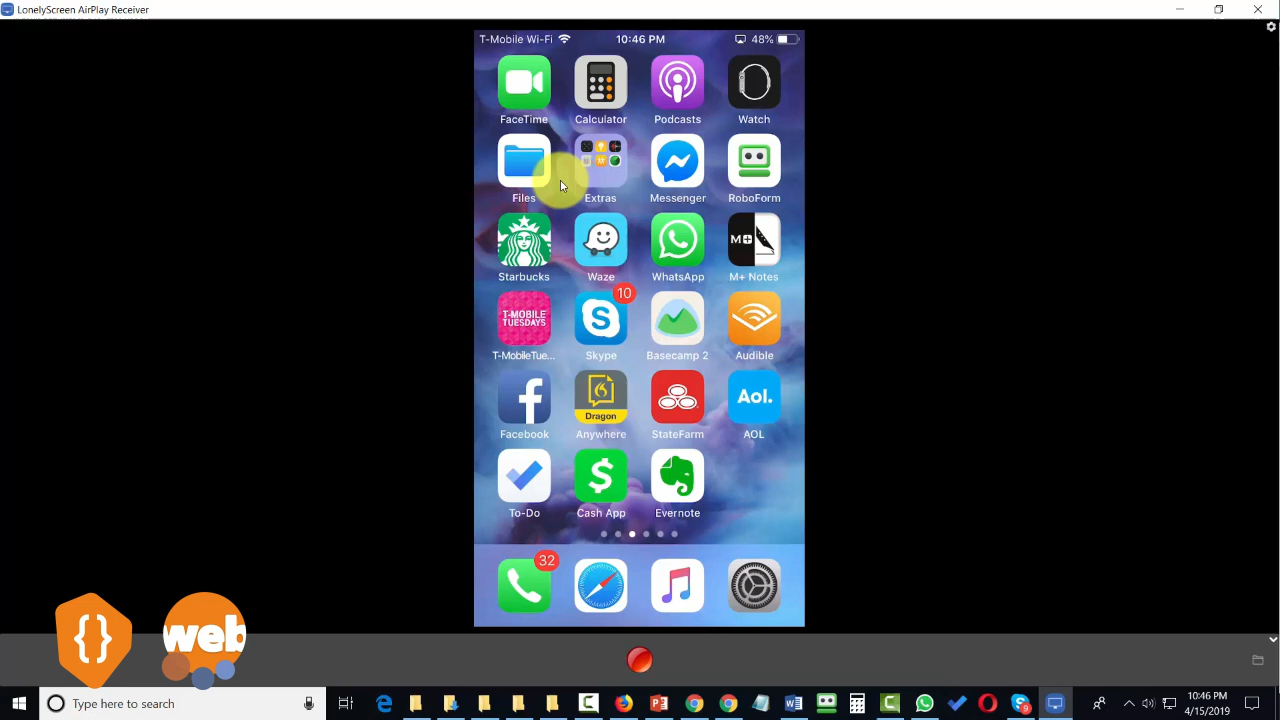 LonelyScreen AirPlay Receiver
T-Mobile Wi-Fi 10:46 PM 48%
FaceTime Calculator Podcasts Watch
Files Extras Messenger RoboForm
M+
Starbucks Waze WhatsApp M+ Notes
10
T-MOBILE
TUESDAYS
T-MobileTue... Skype Basecamp 2 Audible
Dragon
Aol.
Facebook Anywhere StateFarm AOL
To-Do Cash App Evernote
32
{} web
Type here to search
9
10:46 PM
4/15/2019